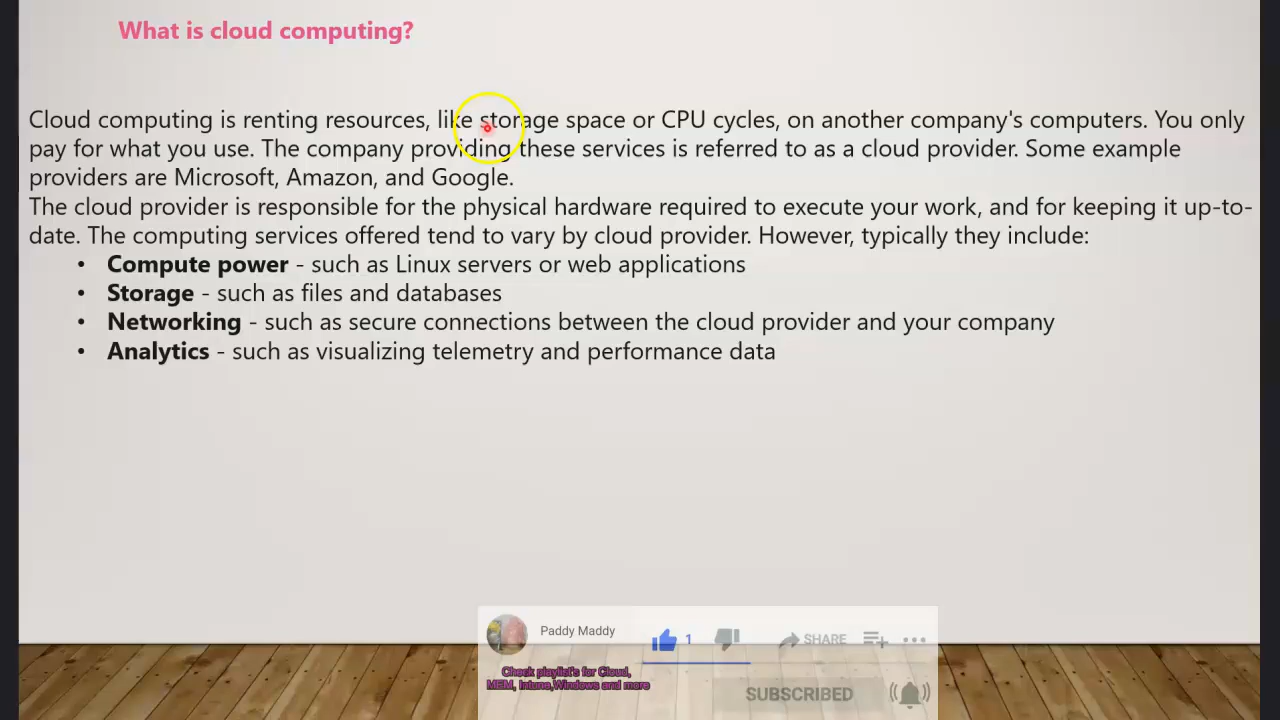 What is cloud computing?
Cloud computing is renting resources, like storage space or CPU cycles, on another company's computers. You only
pay for what you use. The company providing these services is referred to as a cloud provider. Some example
providers are Microsoft, Amazon, and Google.
The cloud provider is responsible for the physical hardware required to execute your work, and for keeping it up-to-
date. The computing services offered tend to vary by cloud provider. However, typically they include:
• Compute power - such as Linux servers or web applications
• Storage - such as files and databases
• Networking - such as secure connections between the cloud provider and your company
• Analytics - such as visualizing telemetry and performance data
Paddy Maddy
1
SHARE
Check playlist's for Cloud,
MEM, Intune,Windows and more
SUBSCRIBED